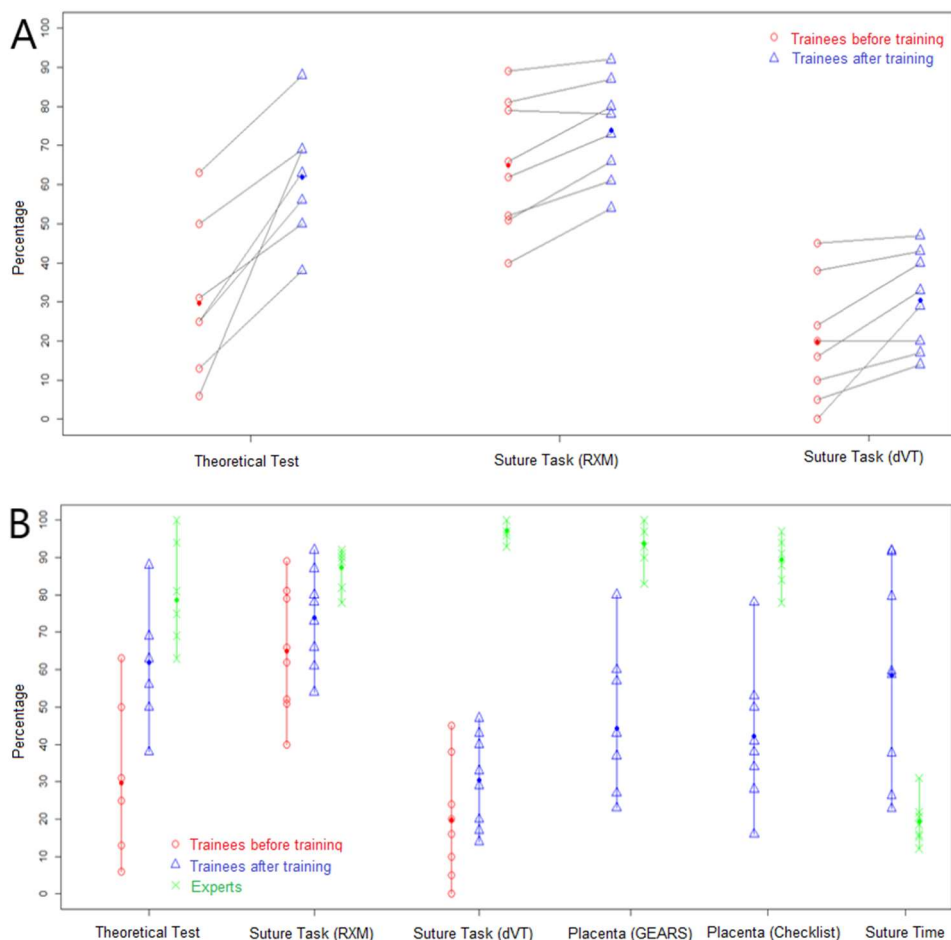 A
Trainees before training
Trainees after training
Percentage
100
90
80
70
60
50
40
30
20
10
0
Theoretical Test
Suture Task (RXM)
Suture Task (dVT)
B
Percentage
100
90
80
70
60
50
40
30
20
10
0
Trainees before training
Trainees after training
Experts
Theoretical Test
Suture Task (RXM)
Suture Task (dVT)
Placenta (GEARS)
Placenta (Checklist)
Suture Time